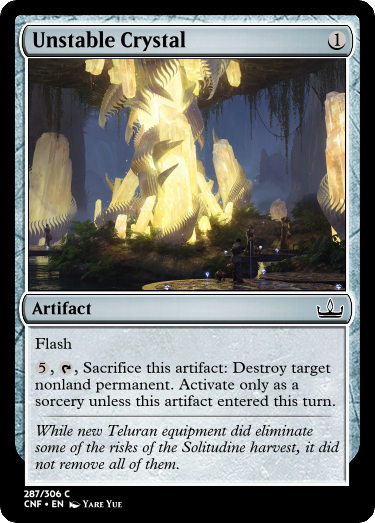 Unstable Crystal 1
Artifact
Flash
5, T, Sacrifice this artifact: Destroy target
nonland permanent. Activate only as a
sorcery unless this artifact entered this turn.
While new Teluran equipment did eliminate
some of the risks of the Solitudine harvest, it did
not remove all of them.
287/306 C
CNF • EN Yare Yue